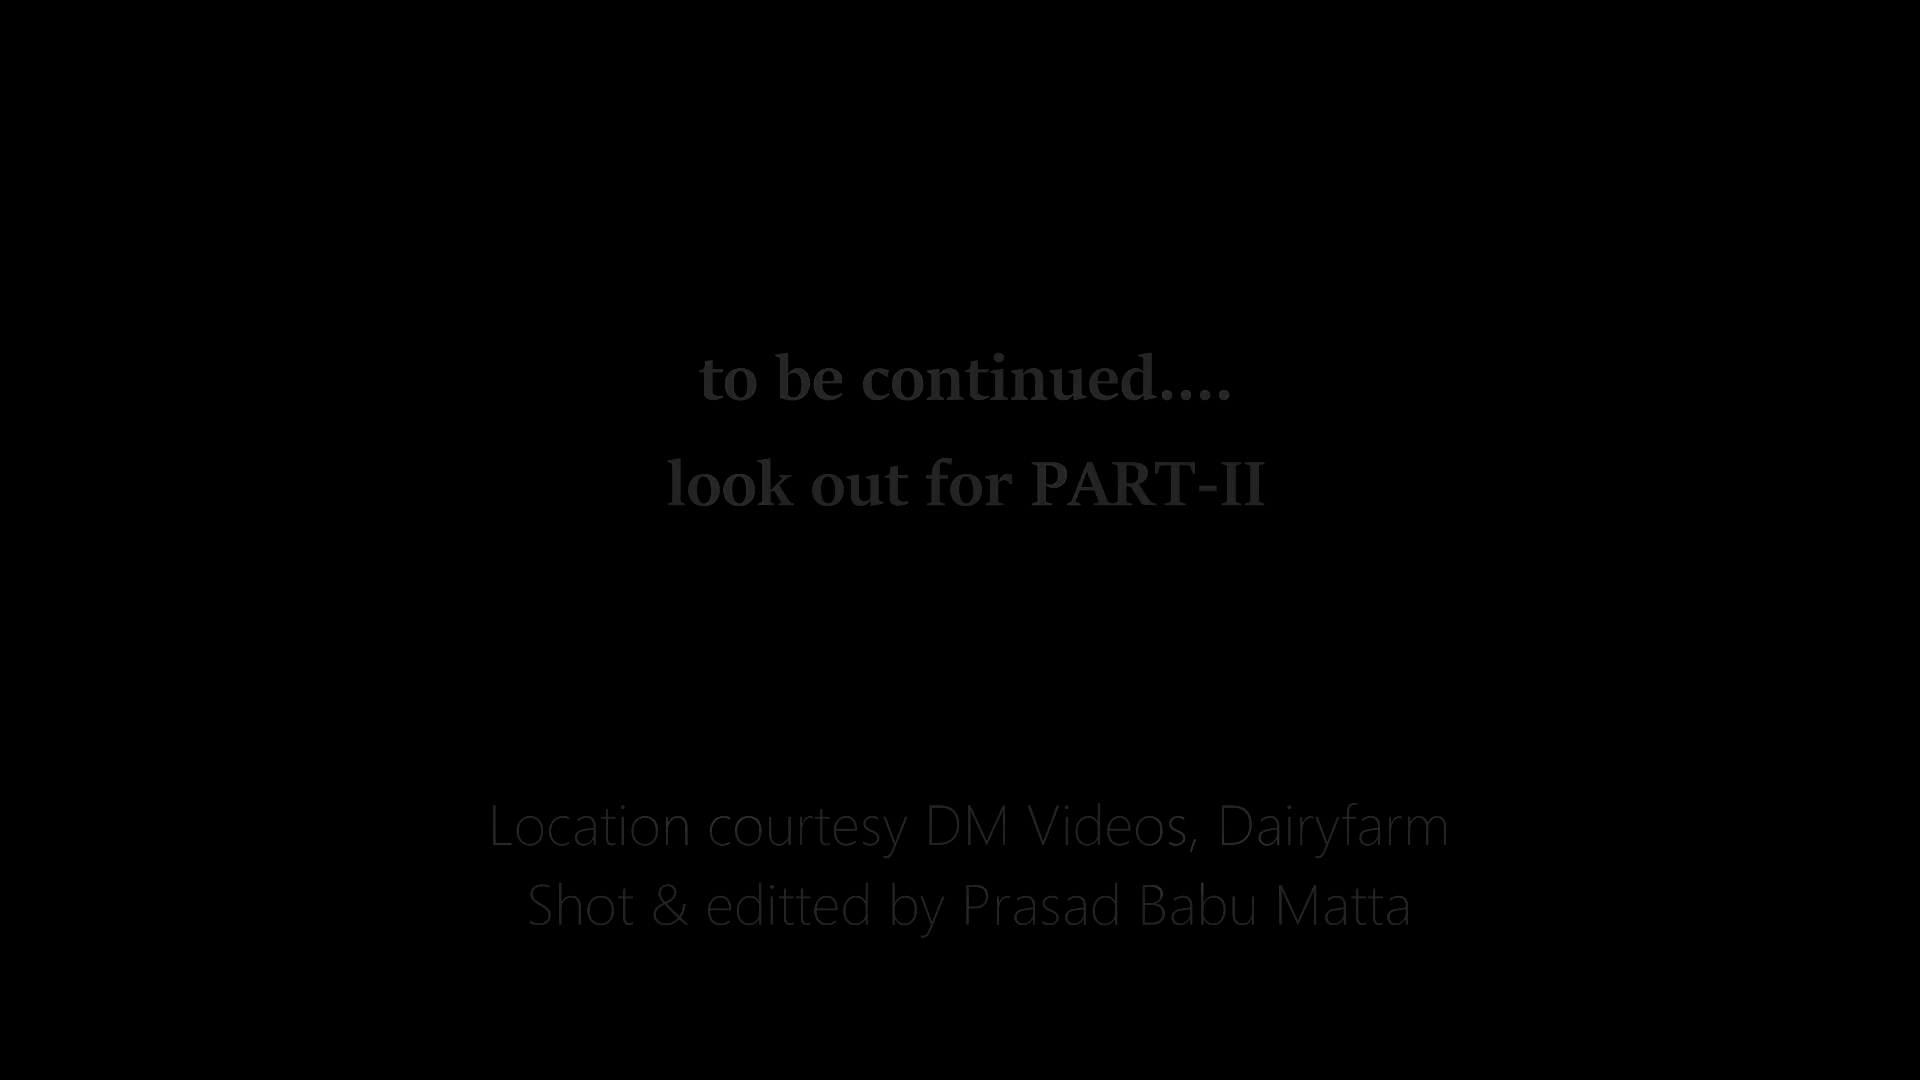 to be continued....
look out for PART-II
Location courtesy DM Videos, Dairyfarm
Shot & editted by Prasad Babu Matta